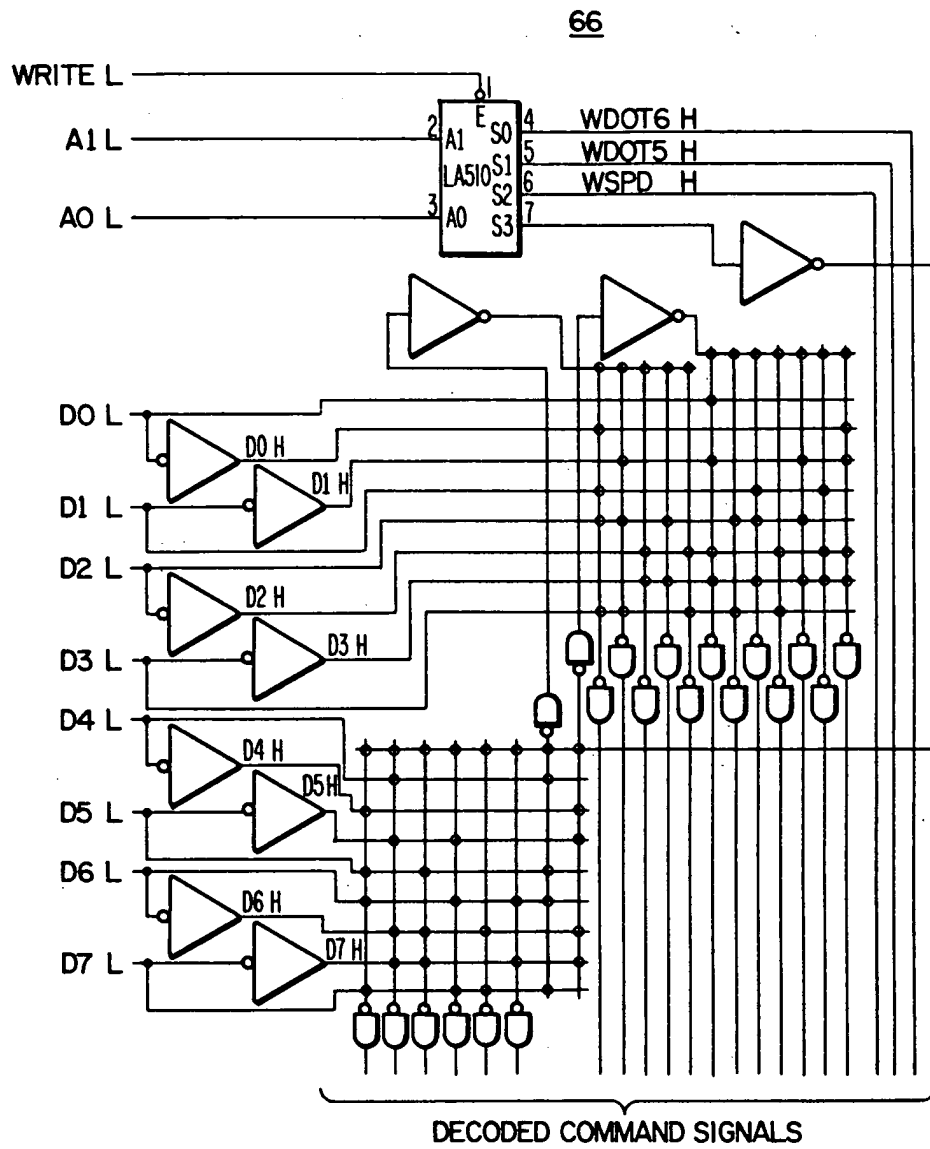 66
WRITE L
1
E
2 A1 S0 4 WDOT6 H
A1 L
S1 5 WDOT5 H
LA510
S2 6 WSPD H
A0 L
3 A0 S3 7
D0 L
D0 H
D1 H
D1 L
D2 L
D2 H
D3 H
D3 L
D4 L
D4 H
D5 H
D5 L
D6 L
D6 H
D7 H
D7 L
DECODED COMMAND SIGNALS